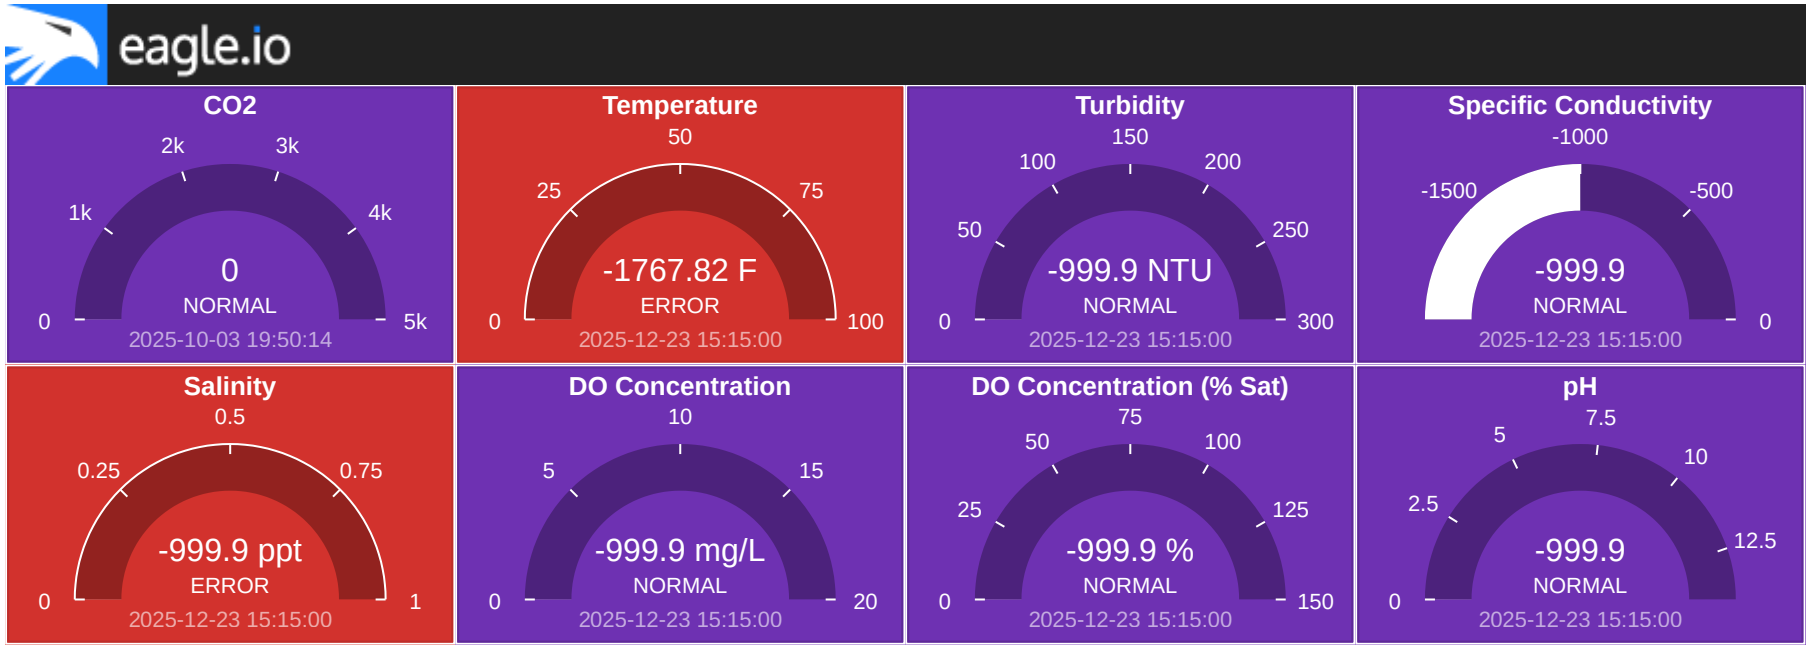 eagle.io
CO2
0
1k
2k
3k
4k
5k
0
NORMAL
2025-10-03 19:50:14
Temperature
0
25
50
75
100
-1767.82 F
ERROR
2025-12-23 15:15:00
Turbidity
0
50
100
150
200
250
300
-999.9 NTU
NORMAL
2025-12-23 15:15:00
Specific Conductivity
-1500
-1000
-500
0
-999.9
NORMAL
2025-12-23 15:15:00
Salinity
0
0.25
0.5
0.75
1
-999.9 ppt
ERROR
2025-12-23 15:15:00
DO Concentration
0
5
10
15
20
-999.9 mg/L
NORMAL
2025-12-23 15:15:00
DO Concentration (% Sat)
0
25
50
75
100
125
150
-999.9 %
NORMAL
2025-12-23 15:15:00
pH
0
2.5
5
7.5
10
12.5
-999.9
NORMAL
2025-12-23 15:15:00